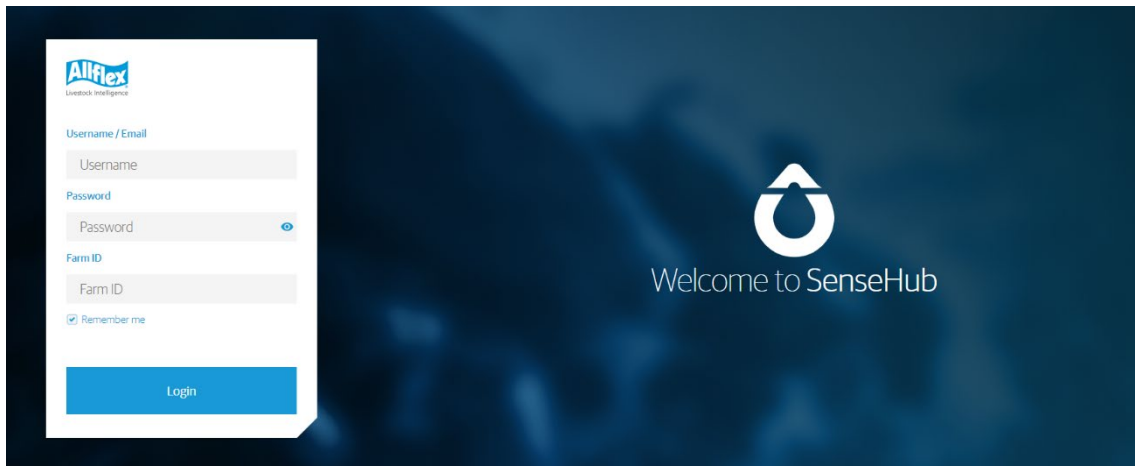 Allflex
Livestock Intelligence
Username / Email
Username
Password
Password
Farm ID
Farm ID
Remember me
Login
Welcome to SenseHub